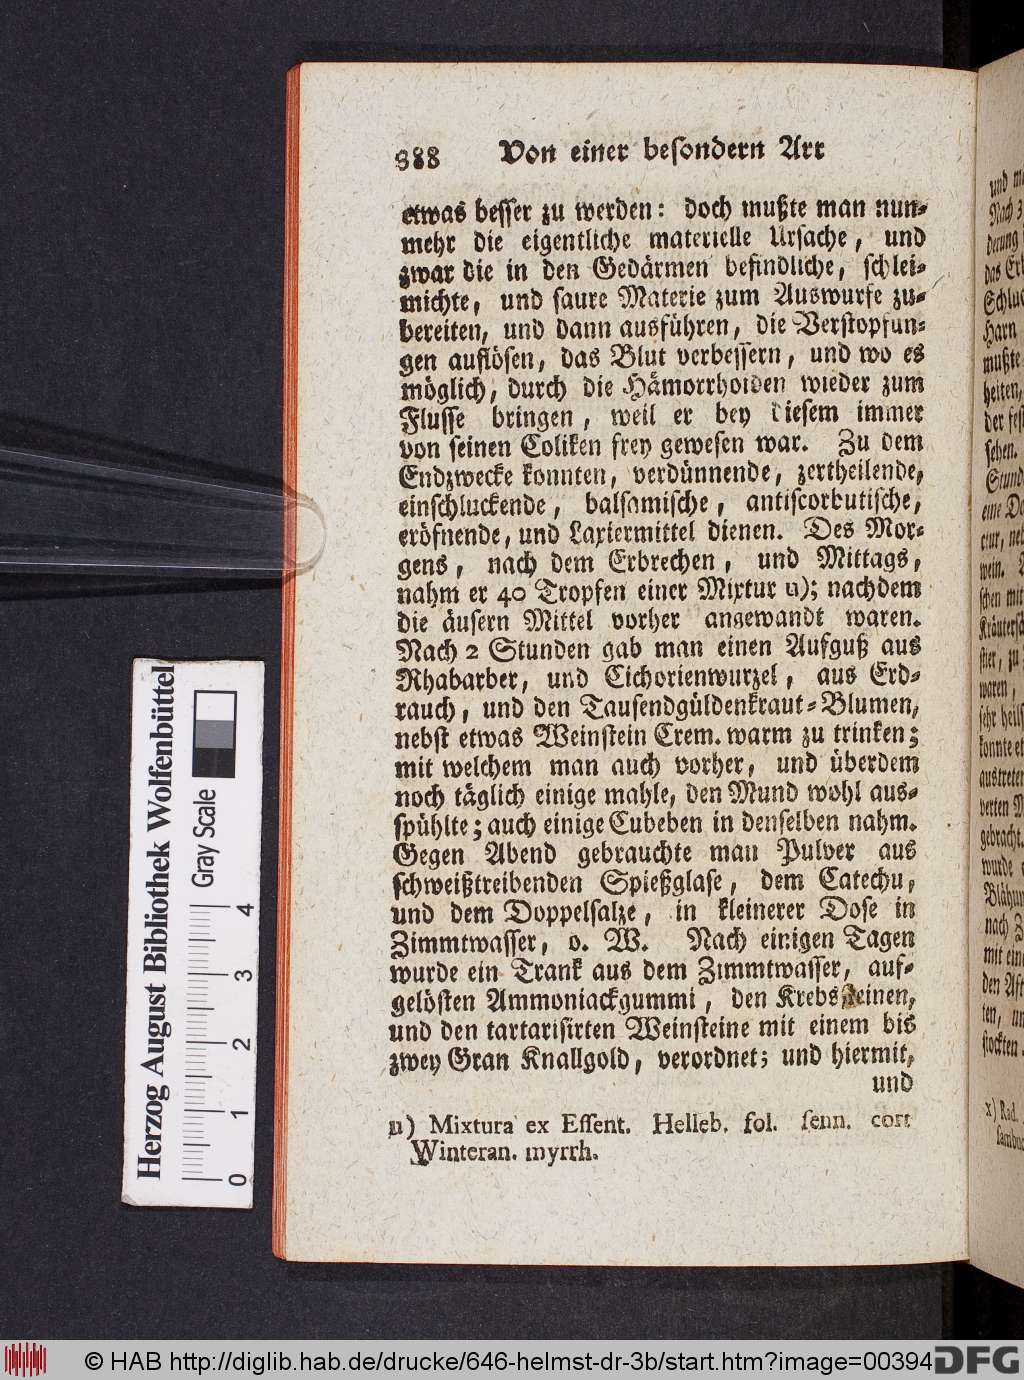 388 Von einer besondern Art
etwas besser zu werden: doch mußte man nun-
mehr die eigentliche materielle Ursache, und
zwar die in den Gedärmen befindliche, schlei-
michte, und saure Materie zum Auswurfe zu-
bereiten, und dann ausführen, die Verstopfun-
gen auflösen, das Blut verbessern, und wo es
möglich, durch die Hämorrhoiden wieder zum
Flusse bringen, weil er bey diesem immer
von seinen Coliken frey gewesen war. Zu dem
Endzwecke konnten, verdünnende, zertheilende,
einschluckende, balsamische, antiscorbutische,
eröfnende, und Laxiermittel dienen. Des Mor-
gens, nach dem Erbrechen, und Mittags,
nahm er 40 Tropfen einer Mixtur u); nachdem
die äusern Mittel vorher angewandt waren.
Nach 2 Stunden gab man einen Aufguß aus
Rhabarber, und Cichorienwurzel, aus Erd-
rauch, und den Tausendgüldenkraut-Blumen,
nebst etwas Weinstein Crem. warm zu trinken;
mit welchem man auch vorher, und überdem
noch täglich einige mahle, den Mund wohl aus-
spühlte; auch einige Cubeben in denselben nahm.
Gegen Abend gebrauchte man Pulver aus
schweißtreibenden Spießglase, dem Catechu,
und dem Doppelsalze, in kleinerer Dose in
Zimmtwasser, o. W. Nach einigen Tagen
wurde ein Trank aus dem Zimmtwasser, auf-
gelösten Ammoniackgummi, den Krebssteinen,
und den tartarisirten Weinsteine mit einem bis
zwey Gran Knallgold, verordnet; und hiermit,
und
u) Mixtura ex Essent. Helleb. fol. senn. cort
Winteran. myrrh.
Herzog August Bibliothek Wolfenbüttel
Gray Scale
0 1 2 3 4
© HAB http://diglib.hab.de/drucke/646-helmst-dr-3b/start.htm?image=00394
DFG